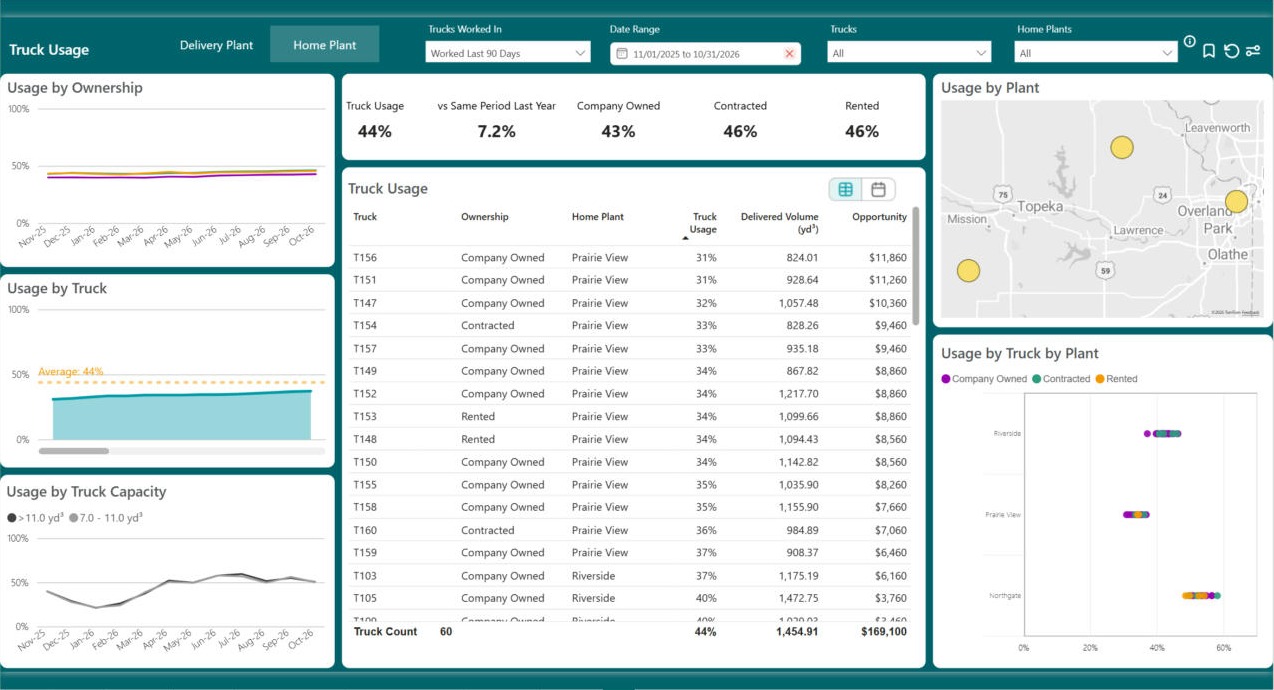 Truck Usage
Delivery Plant
Home Plant
Trucks Worked In
Worked Last 90 Days
Date Range
11/01/2025 to 10/31/2026
Trucks
All
Home Plants
All
Usage by Ownership
100%
50%
0%
Nov-25 Dec-25 Jan-26 Feb-26 Mar-26 Apr-26 May-26 Jun-26 Jul-26 Aug-26 Sep-26 Oct-26
Usage by Truck
100%
50%
Average: 44%
0%
Usage by Truck Capacity
>11.0 yd³ 7.0 - 11.0 yd³
100%
50%
0%
Nov-25 Dec-25 Jan-26 Feb-26 Mar-26 Apr-26 May-26 Jun-26 Jul-26 Aug-26 Sep-26 Oct-26
Truck Usage vs Same Period Last Year Company Owned Contracted Rented
44% 7.2% 43% 46% 46%
Truck Usage
Truck Ownership Home Plant Truck Usage Delivered Volume (yd³) Opportunity
T156 Company Owned Prairie View 31% 824.01 $11,860
T151 Company Owned Prairie View 31% 928.64 $11,260
T147 Company Owned Prairie View 32% 1,057.48 $10,360
T154 Contracted Prairie View 33% 828.26 $9,460
T157 Company Owned Prairie View 33% 935.18 $9,460
T149 Company Owned Prairie View 34% 867.82 $8,860
T152 Company Owned Prairie View 34% 1,217.70 $8,860
T153 Rented Prairie View 34% 1,099.66 $8,860
T148 Rented Prairie View 34% 1,094.43 $8,560
T150 Company Owned Prairie View 34% 1,142.82 $8,560
T155 Company Owned Prairie View 35% 1,035.90 $8,260
T158 Company Owned Prairie View 35% 1,155.90 $7,660
T160 Contracted Prairie View 36% 984.89 $7,060
T159 Company Owned Prairie View 37% 908.37 $6,460
T103 Company Owned Riverside 37% 1,175.19 $6,160
T105 Company Owned Riverside 40% 1,472.75 $3,760
Company Owned Riverside 40%
Truck Count 60 44% 1,454.91 $169,100
Usage by Plant
Leavenworth
75
Topeka
24
Mission
Overland Park
Lawrence
Olathe
59
Usage by Truck by Plant
Company Owned Contracted Rented
Riverside
Prairie View
Northgate
0% 20% 40% 60%